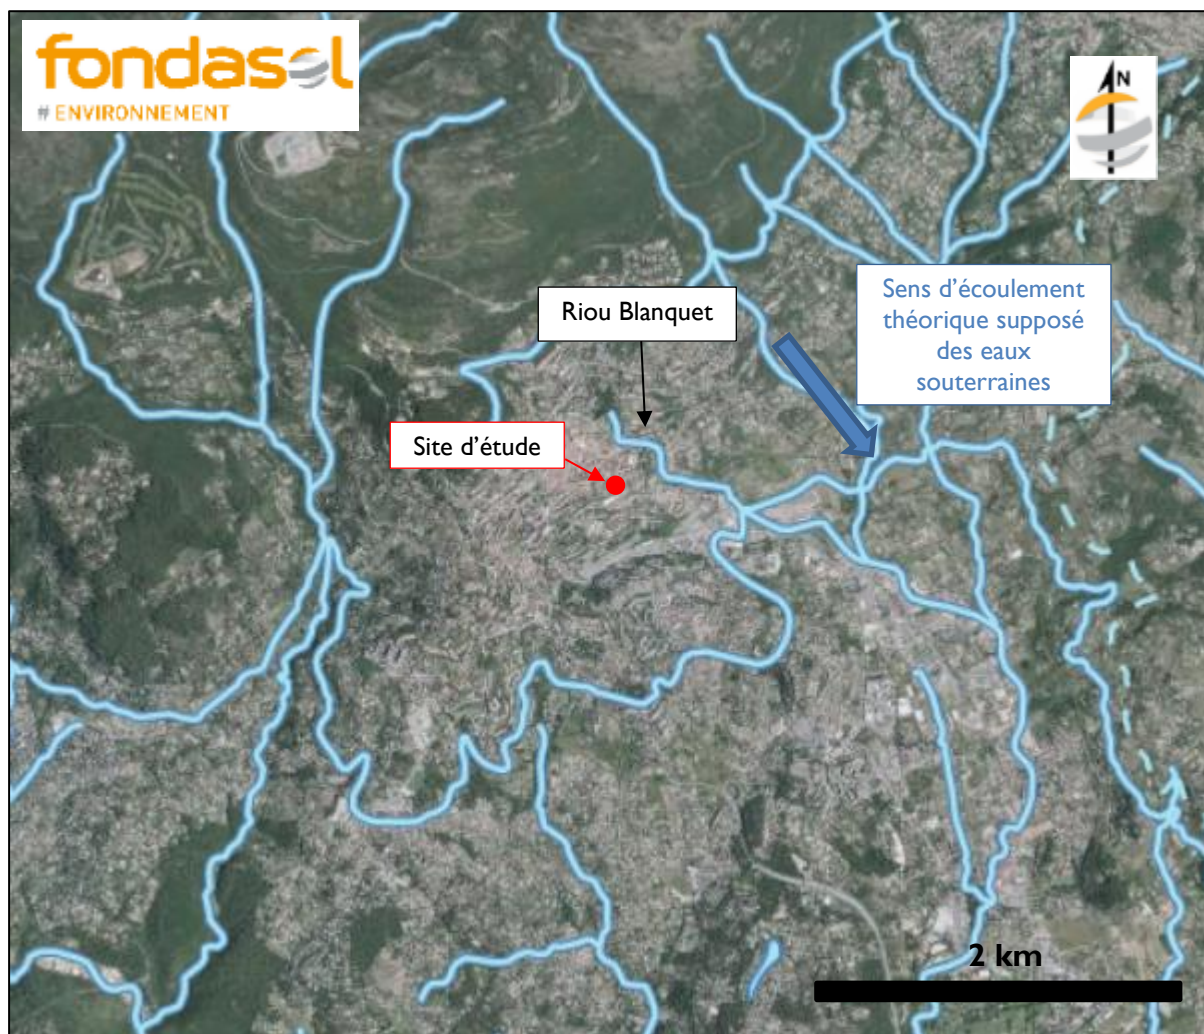 fondasol
# ENVIRONNEMENT
N
Riou Blanquet
Sens d'écoulement
théorique supposé
des eaux
souterraines
Site d'étude
2 km